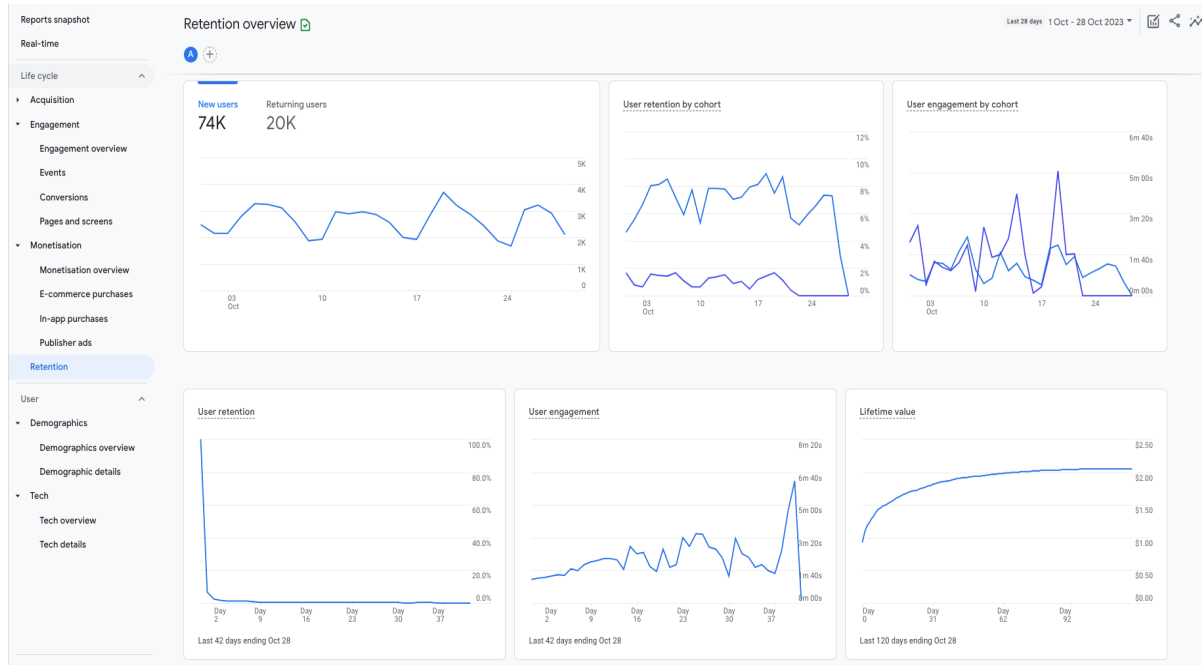 Reports snapshot
Real-time
Life cycle
Acquisition
Engagement
Engagement overview
Events
Conversions
Pages and screens
Monetisation
Monetisation overview
E-commerce purchases
In-app purchases
Publisher ads
Retention
User
Demographics
Demographics overview
Demographic details
Tech
Tech overview
Tech details
Retention overview
Last 28 days 1 Oct - 28 Oct 2023
A
New users Returning users
74K 20K
5K
4K
3K
2K
1K
0
03 10 17 24
Oct
User retention by cohort
12%
10%
8%
6%
4%
2%
0%
03 10 17 24
Oct
User engagement by cohort
6m 40s
5m 00s
3m 20s
1m 40s
0m 00s
03 10 17 24
Oct
User retention
100.0%
80.0%
60.0%
40.0%
20.0%
0.0%
Day Day Day Day Day Day
2 9 16 23 30 37
Last 42 days ending Oct 28
User engagement
8m 20s
6m 40s
5m 00s
3m 20s
1m 40s
0m 00s
Day Day Day Day Day Day
2 9 16 23 30 37
Last 42 days ending Oct 28
Lifetime value
$2.50
$2.00
$1.50
$1.00
$0.50
$0.00
Day Day Day Day
0 31 62 92
Last 120 days ending Oct 28